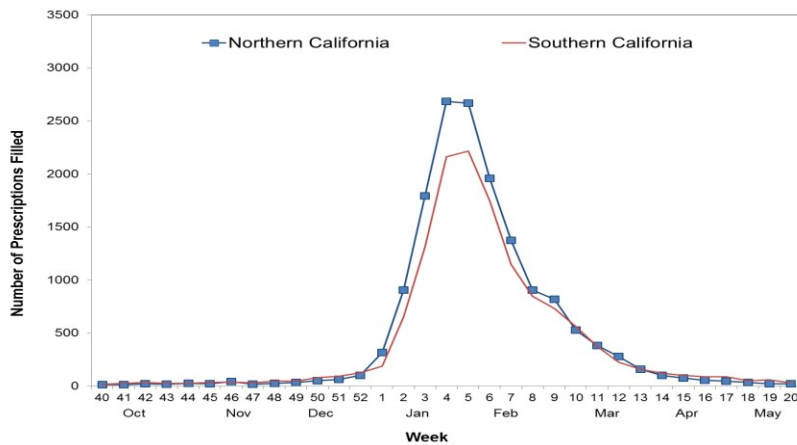 3500
Northern California Southern California
3000
2500
2000
1500
1000
500
0
Number of Prescriptions Filled
40 41 42 43 44 45 46 47 48 49 50 51 52 1 2 3 4 5 6 7 8 9 10 11 12 13 14 15 16 17 18 19 20
Oct Nov Dec Jan Feb Mar Apr May
Week